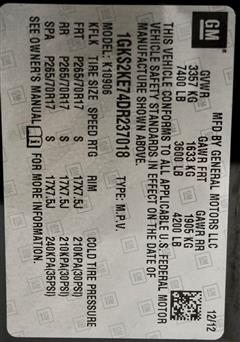 GM
MFD BY GENERAL MOTORS LLC
12/12
GVWR GAWR FRT GAWR RR
3357 KG 1633 KG 1905 KG
7400 LB 3600 LB 4200 LB
THIS VEHICLE CONFORMS TO ALL APPLICABLE U.S. FEDERAL MOTOR
VEHICLE SAFETY STANDARDS IN EFFECT ON THE DATE OF
MANUFACTURE SHOWN ABOVE.
1GKS2KE74DR237018 TYPE: M.P.V.
MODEL: K10906
KFLK TIRE SIZE SPEED RTG RIM COLD TIRE PRESSURE
FRT P265/70R17 S 17X7.5J 210KPA(30PSI)
RR P265/70R17 S 17X7.5J 210KPA(30PSI)
SPA P265/70R17 S 17X7.5J 240KPA(35PSI)
SEE OWNER'S MANUAL FOR MORE INFORMATION.